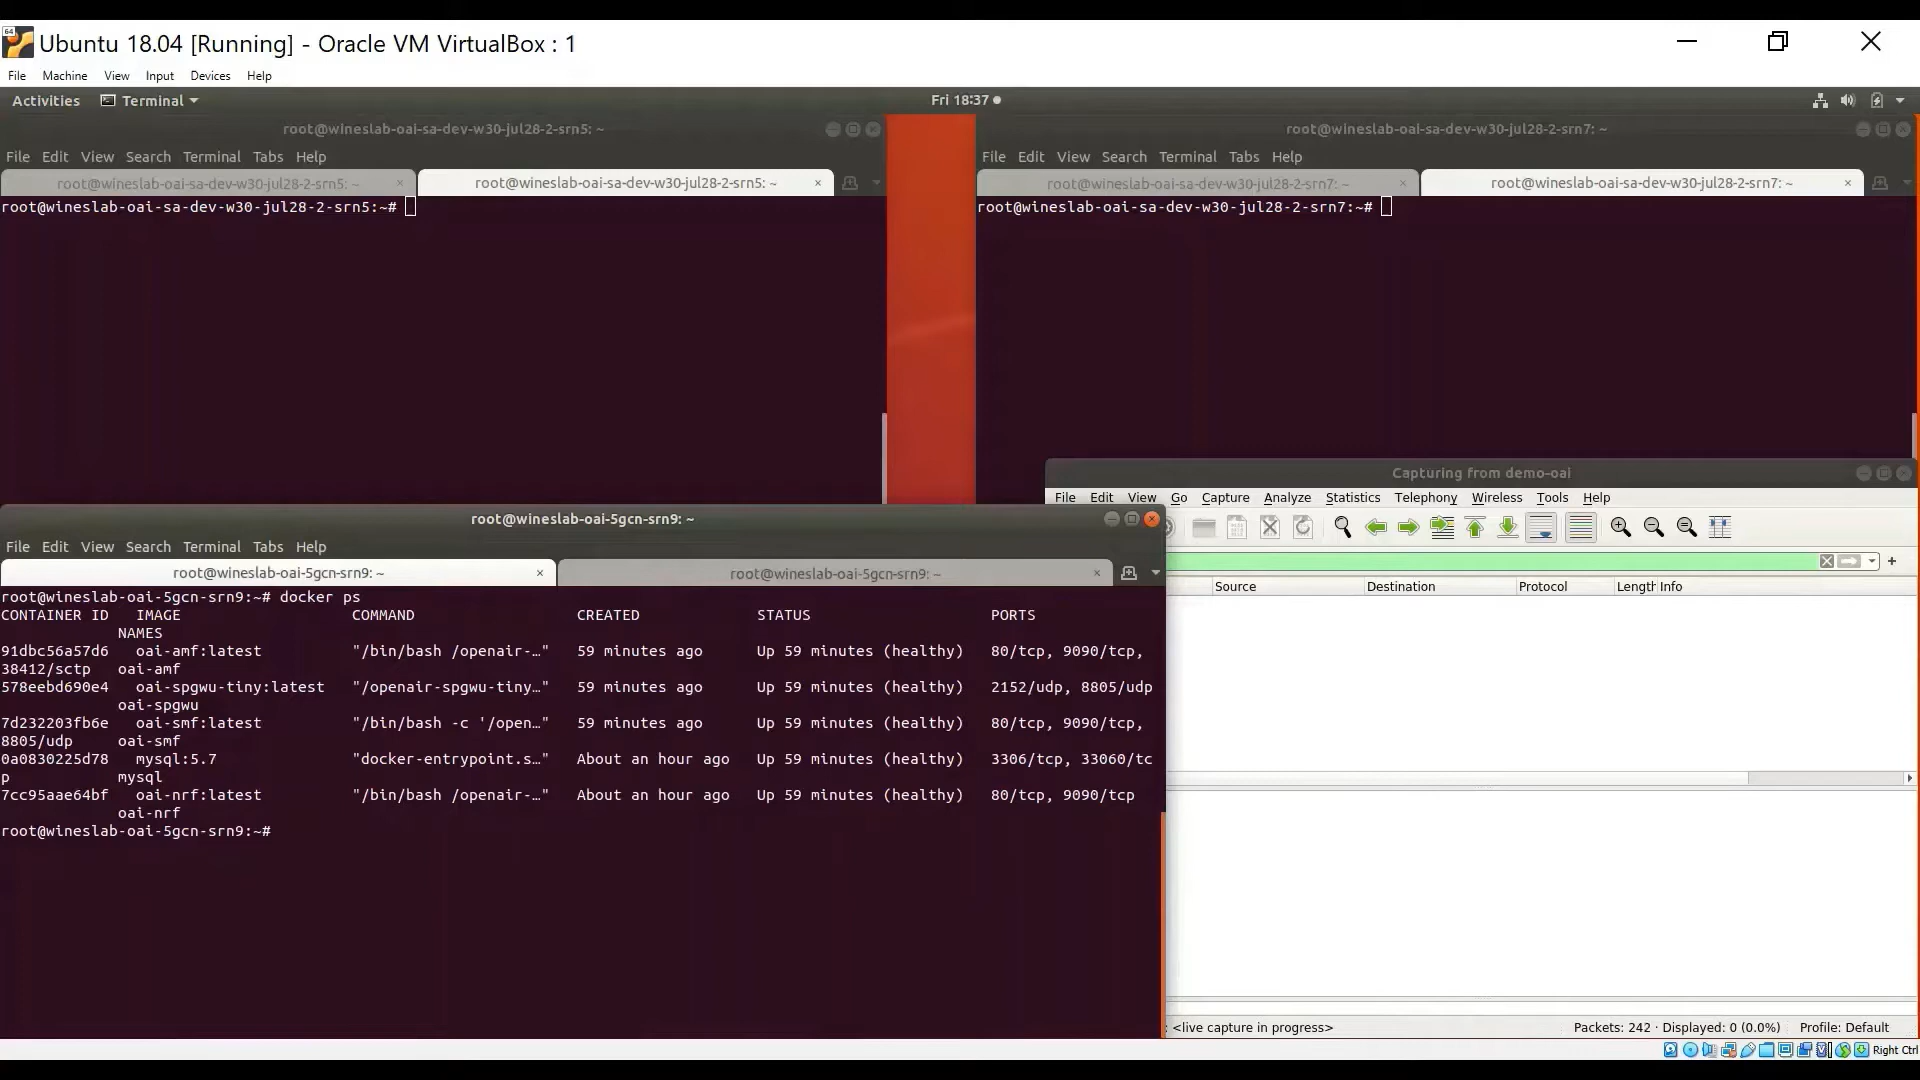 Ubuntu 18.04 [Running] - Oracle VM VirtualBox : 1
File Machine View Input Devices Help
Activities Terminal Fri 18:37
root@wineslab-oai-sa-dev-w30-jul28-2-srn5: ~
File Edit View Search Terminal Tabs Help
root@wineslab-oai-sa-dev-w30-jul28-2-srn5: ~ root@wineslab-oai-sa-dev-w30-jul28-2-srn5: ~
root@wineslab-oai-sa-dev-w30-jul28-2-srn5:~#
root@wineslab-oai-sa-dev-w30-jul28-2-srn7: ~
File Edit View Search Terminal Tabs Help
root@wineslab-oai-sa-dev-w30-jul28-2-srn7: ~ root@wineslab-oai-sa-dev-w30-jul28-2-srn7: ~
root@wineslab-oai-sa-dev-w30-jul28-2-srn7:~#
root@wineslab-oai-5gcn-srn9: ~
File Edit View Search Terminal Tabs Help
root@wineslab-oai-5gcn-srn9: ~ root@wineslab-oai-5gcn-srn9: ~
root@wineslab-oai-5gcn-srn9:~# docker ps
CONTAINER ID IMAGE COMMAND CREATED STATUS PORTS
NAMES
91dbc56a57d6 oai-amf:latest "/bin/bash /openair-…" 59 minutes ago Up 59 minutes (healthy) 80/tcp, 9090/tcp,
38412/sctp oai-amf
578eebd690e4 oai-spgwu-tiny:latest "/openair-spgwu-tiny…" 59 minutes ago Up 59 minutes (healthy) 2152/udp, 8805/udp
oai-spgwu
7d232203fb6e oai-smf:latest "/bin/bash -c '/open…" 59 minutes ago Up 59 minutes (healthy) 80/tcp, 9090/tcp,
8805/udp oai-smf
0a0830225d78 mysql:5.7 "docker-entrypoint.s…" About an hour ago Up 59 minutes (healthy) 3306/tcp, 33060/tc
p mysql
7cc95aae64bf oai-nrf:latest "/bin/bash /openair-…" About an hour ago Up 59 minutes (healthy) 80/tcp, 9090/tcp
oai-nrf
root@wineslab-oai-5gcn-srn9:~#
Capturing from demo-oai
File Edit View Go Capture Analyze Statistics Telephony Wireless Tools Help
Source Destination Protocol Length Info
: <live capture in progress> Packets: 242 · Displayed: 0 (0.0%) Profile: Default
Right Ctrl